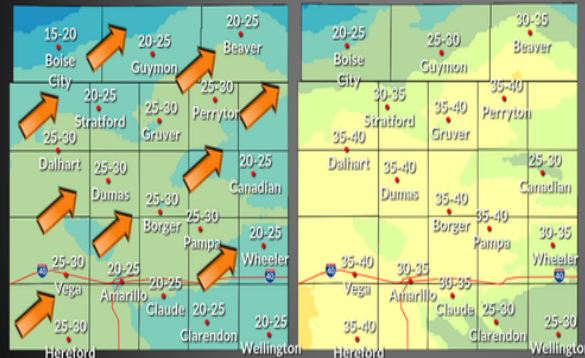 15-20
Boise
City
20-25
Guymon
20-25
Beaver
20-25
Stratford
25-30
Gruver
25-30
Perryton
25-30
Dalhart
25-30
Dumas
20-25
Canadian
25-30
Borger
25-30
Pampa
20-25
Wheeler
40
25-30
Vega
20-25
Amarillo
20-25
Claude
40
20-25
Clarendon
25-30
Hereford
20-25
Wellington
20-25
Boise
City
25-30
Guymon
30-35
Beaver
30-35
Stratford
35-40
Gruver
35-40
Perryton
35-40
Dalhart
35-40
Dumas
25-30
Canadian
35-40
Borger
35-40
Pampa
30-35
Wheeler
40
35-40
Vega
30-35
Amarillo
30-35
Claude
40
25-30
Clarendon
35-40
Hereford
25-30
Wellington